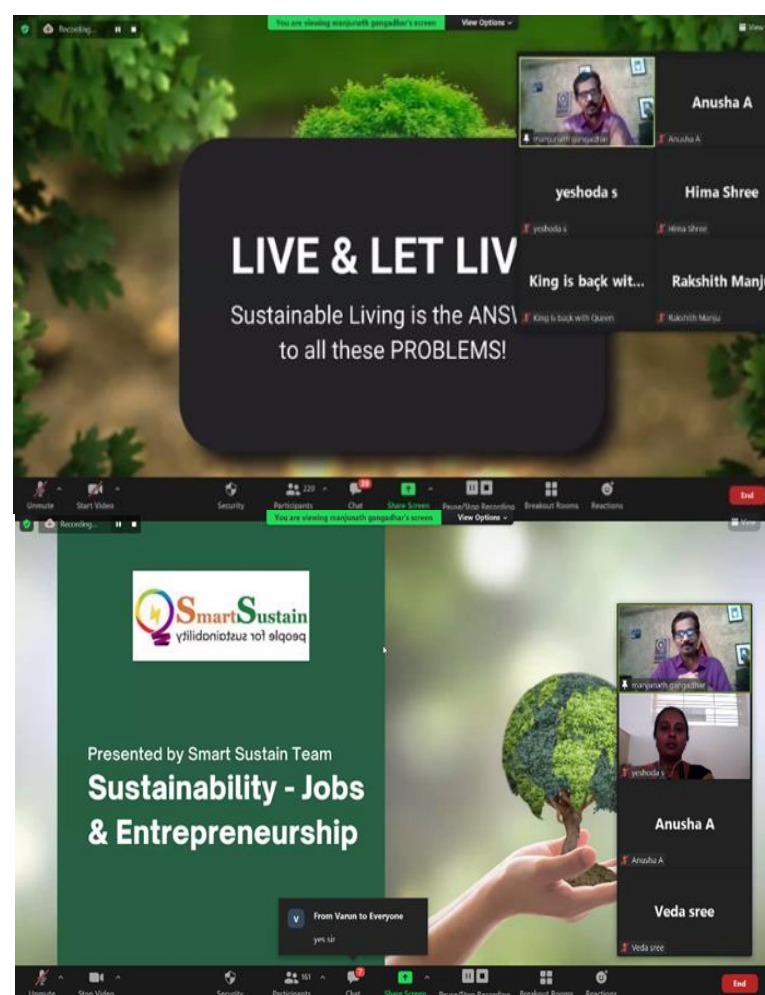 Recording...
You are viewing manjunath gangadhar's screen
View Options
View
manjunath gangadhar
Anusha A
Anusha A
yeshoda s
Hima Shree
yeshoda s
Hima Shree
LIVE & LET LIV
King is back wit...
Rakshith Manj
Sustainable Living is the ANSW
King is back with Queen
Rakshith Manju
to all these PROBLEMS!
Unmute
Start Video
Security
220
Participants
39
Chat
Share Screen
Pause/Stop Recording
Breakout Rooms
Reactions
End
Recording...
You are viewing manjunath gangadhar's screen
View Options
View
SmartSustain
people for sustainability
manjunath gangadhar
Presented by Smart Sustain Team
Sustainability - Jobs
& Entrepreneurship
yeshoda s
Anusha A
Anusha A
Veda sree
Veda sree
V
From Varun to Everyone
yes sir
Unmute
Stop Video
Security
161
Participants
7
Chat
Share Screen
Pause/Stop Recording
Breakout Rooms
Reactions
End